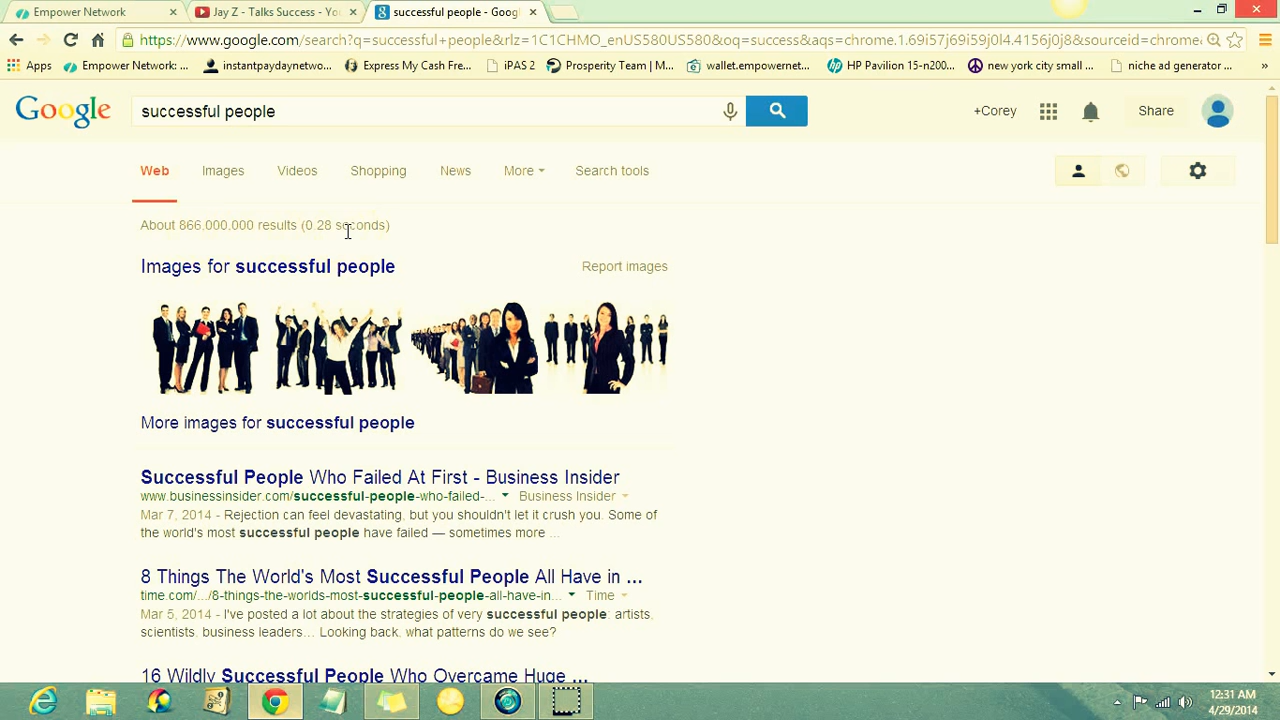 Empower Network
Jay Z - Talks Success - Yo
successful people - Goog
https://www.google.com/search?q=successful+people&rlz=1C1CHMO_enUS580US580&oq=success&aqs=chrome.1.69i57j69i59j0l4.4156j0j8&sourceid=chrome
Apps
Empower Network: ...
instantpaydaynetwo...
Express My Cash Fre...
iPAS 2
Prosperity Team | M...
wallet.empowernet...
HP Pavilion 15-n200...
new york city small ...
niche ad generator ...
»
Google
successful people
+Corey
Share
Web
Images
Videos
Shopping
News
More
Search tools
About 866,000,000 results (0.28 seconds)
Images for successful people
Report images
More images for successful people
Successful People Who Failed At First - Business Insider
www.businessinsider.com/successful-people-who-failed-... Business Insider
Mar 7, 2014 - Rejection can feel devastating, but you shouldn't let it crush you. Some of
the world's most successful people have failed — sometimes more ...
8 Things The World's Most Successful People All Have in ...
time.com/.../8-things-the-worlds-most-successful-people-all-have-in... Time
Mar 5, 2014 - I've posted a lot about the strategies of very successful people: artists,
scientists, business leaders... Looking back, what patterns do we see?
16 Wildly Successful People Who Overcame Huge ...
12:31 AM
4/29/2014